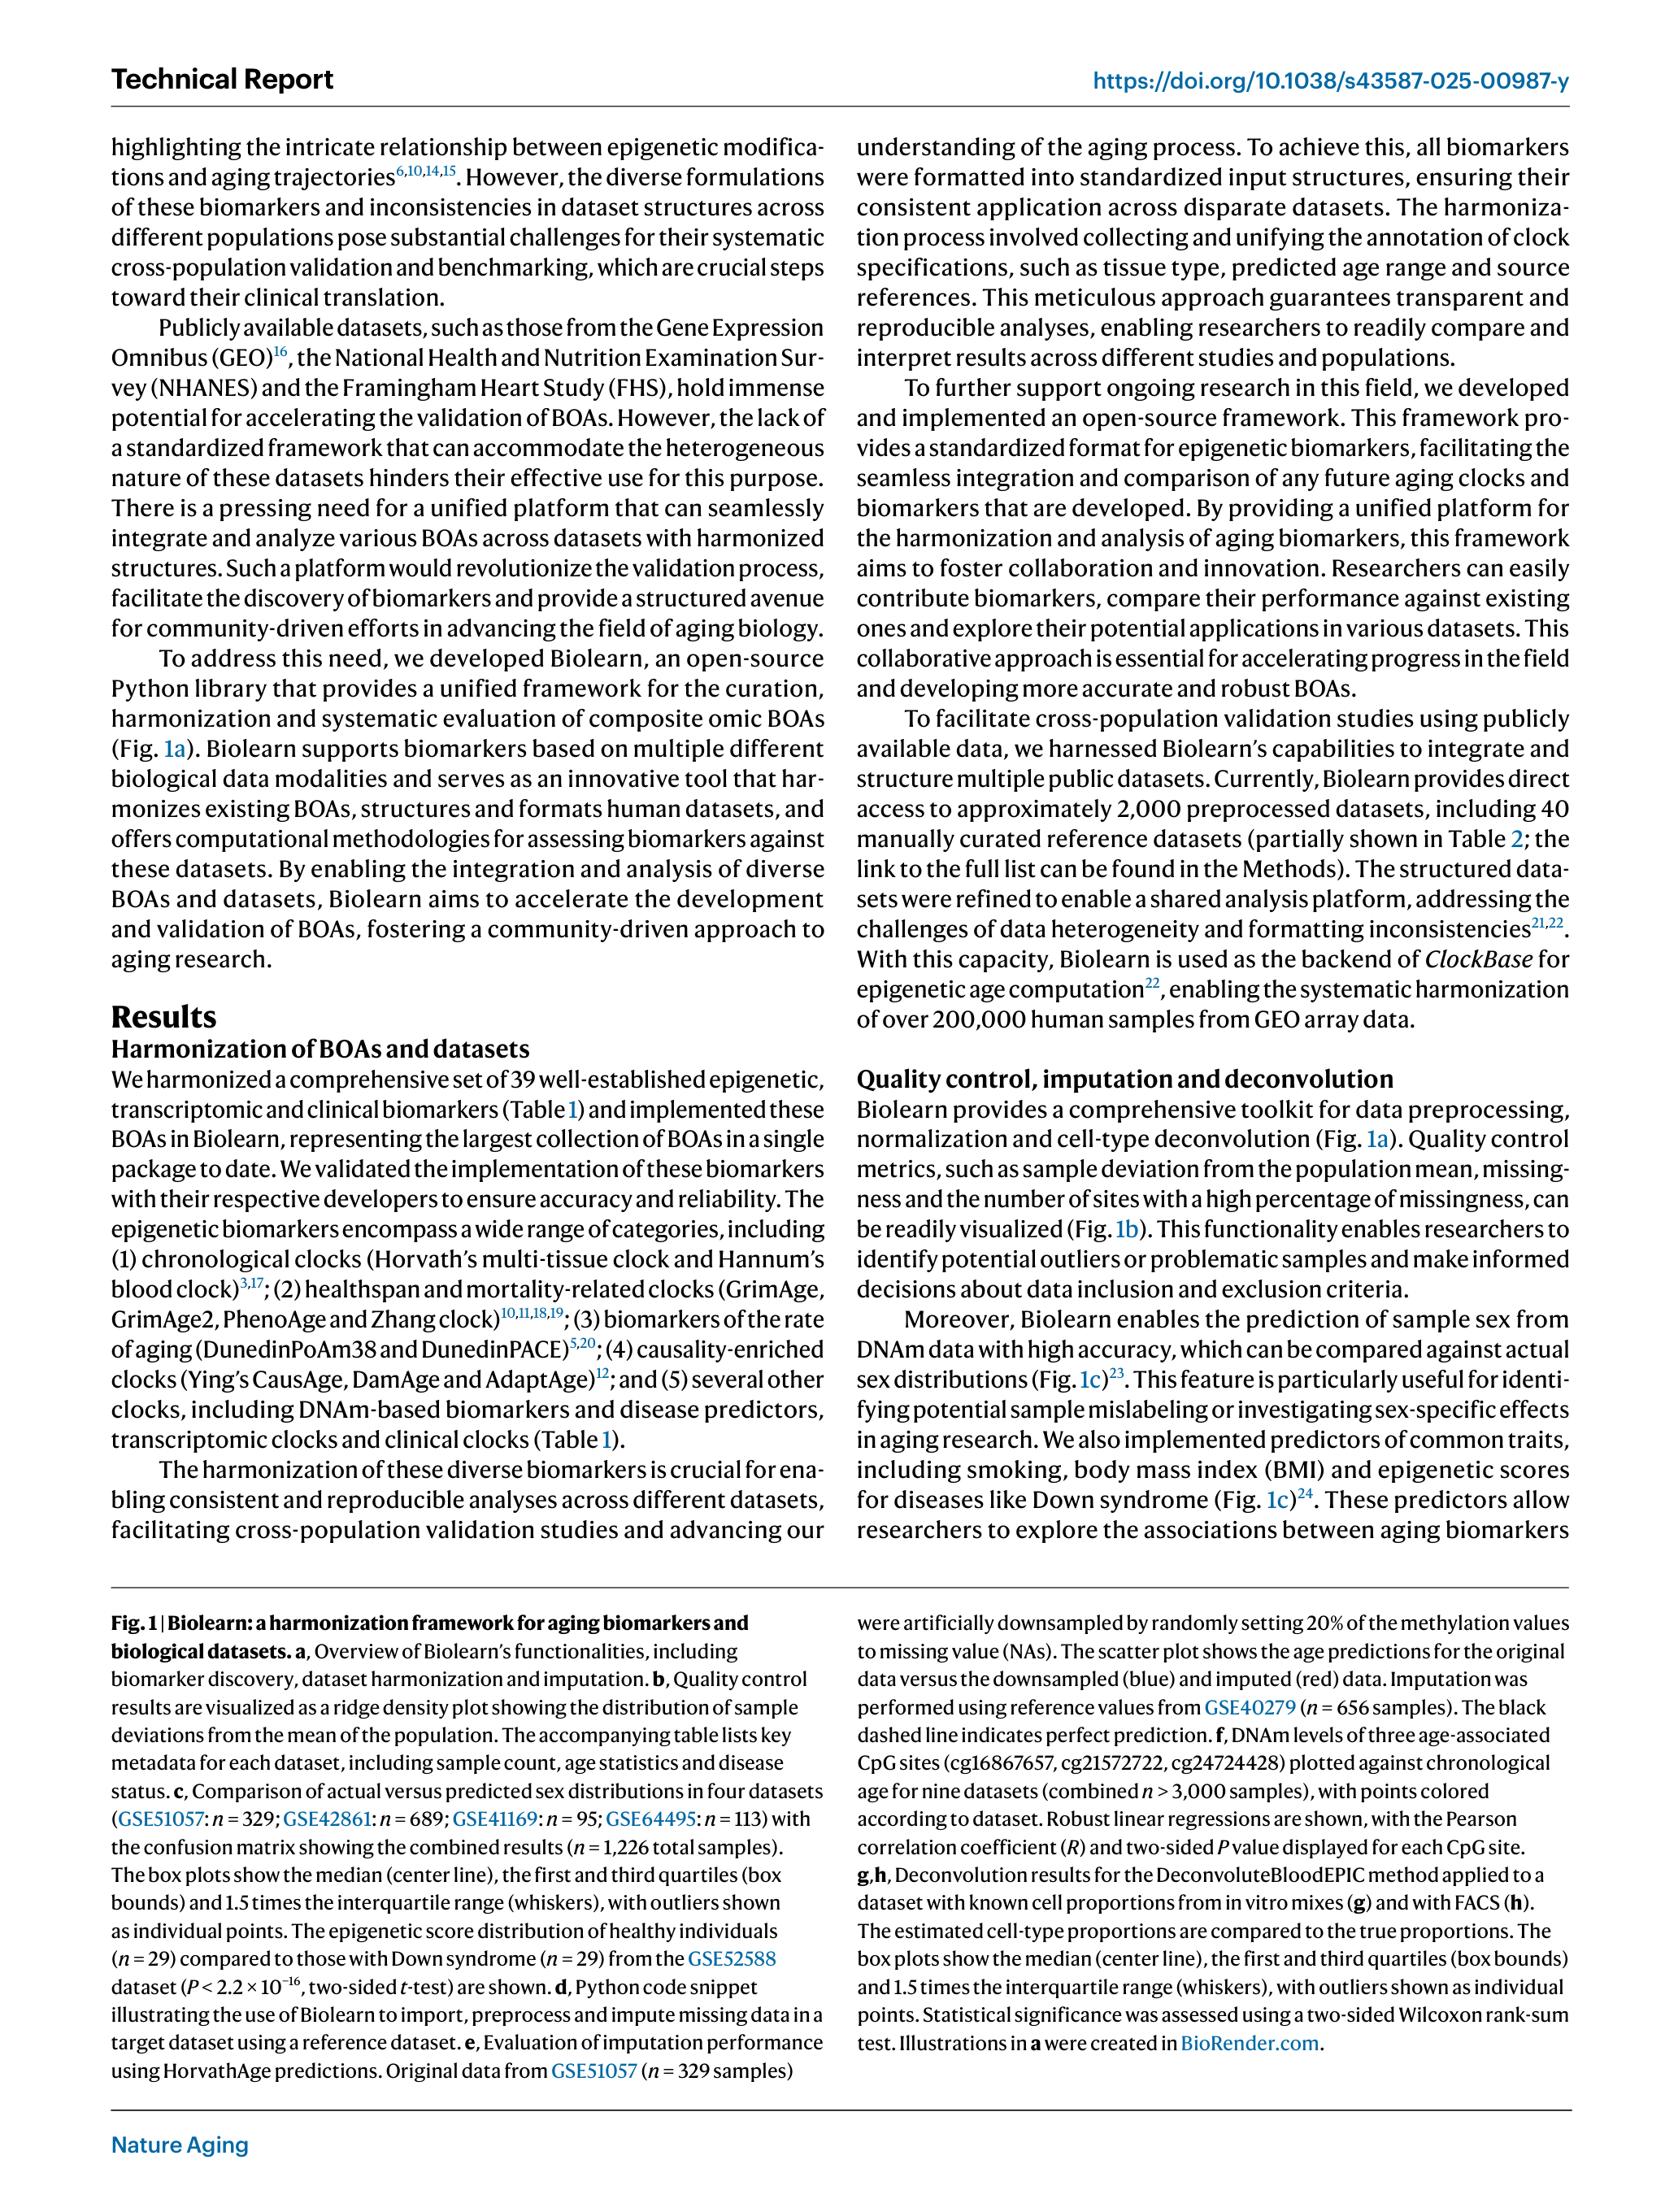 Technical Report
https://doi.org/10.1038/s43587-025-00987-y
highlighting the intricate relationship between epigenetic modifica-
tions and aging trajectories6,10,14,15. However, the diverse formulations
of these biomarkers and inconsistencies in dataset structures across
different populations pose substantial challenges for their systematic
cross-population validation and benchmarking, which are crucial steps
toward their clinical translation.
Publicly available datasets, such as those from the Gene Expression
Omnibus (GEO)16, the National Health and Nutrition Examination Sur-
vey (NHANES) and the Framingham Heart Study (FHS), hold immense
potential for accelerating the validation of BOAs. However, the lack of
a standardized framework that can accommodate the heterogeneous
nature of these datasets hinders their effective use for this purpose.
There is a pressing need for a unified platform that can seamlessly
integrate and analyze various BOAs across datasets with harmonized
structures. Such a platform would revolutionize the validation process,
facilitate the discovery of biomarkers and provide a structured avenue
for community-driven efforts in advancing the field of aging biology.
To address this need, we developed Biolearn, an open-source
Python library that provides a unified framework for the curation,
harmonization and systematic evaluation of composite omic BOAs
(Fig. 1a). Biolearn supports biomarkers based on multiple different
biological data modalities and serves as an innovative tool that har-
monizes existing BOAs, structures and formats human datasets, and
offers computational methodologies for assessing biomarkers against
these datasets. By enabling the integration and analysis of diverse
BOAs and datasets, Biolearn aims to accelerate the development
and validation of BOAs, fostering a community-driven approach to
aging research.
Results
Harmonization of BOAs and datasets
We harmonized a comprehensive set of 39 well-established epigenetic,
transcriptomic and clinical biomarkers (Table 1) and implemented these
BOAs in Biolearn, representing the largest collection of BOAs in a single
package to date. We validated the implementation of these biomarkers
with their respective developers to ensure accuracy and reliability. The
epigenetic biomarkers encompass a wide range of categories, including
(1) chronological clocks (Horvath's multi-tissue clock and Hannum's
blood clock)3,17; (2) healthspan and mortality-related clocks (GrimAge,
GrimAge2, PhenoAge and Zhang clock)10,11,18,19; (3) biomarkers of the rate
of aging (DunedinPoAm38 and DunedinPACE)5,20; (4) causality-enriched
clocks (Ying's CausAge, DamAge and AdaptAge)12; and (5) several other
clocks, including DNAm-based biomarkers and disease predictors,
transcriptomic clocks and clinical clocks (Table 1).
The harmonization of these diverse biomarkers is crucial for ena-
bling consistent and reproducible analyses across different datasets,
facilitating cross-population validation studies and advancing our
understanding of the aging process. To achieve this, all biomarkers
were formatted into standardized input structures, ensuring their
consistent application across disparate datasets. The harmoniza-
tion process involved collecting and unifying the annotation of clock
specifications, such as tissue type, predicted age range and source
references. This meticulous approach guarantees transparent and
reproducible analyses, enabling researchers to readily compare and
interpret results across different studies and populations.
To further support ongoing research in this field, we developed
and implemented an open-source framework. This framework pro-
vides a standardized format for epigenetic biomarkers, facilitating the
seamless integration and comparison of any future aging clocks and
biomarkers that are developed. By providing a unified platform for
the harmonization and analysis of aging biomarkers, this framework
aims to foster collaboration and innovation. Researchers can easily
contribute biomarkers, compare their performance against existing
ones and explore their potential applications in various datasets. This
collaborative approach is essential for accelerating progress in the field
and developing more accurate and robust BOAs.
To facilitate cross-population validation studies using publicly
available data, we harnessed Biolearn's capabilities to integrate and
structure multiple public datasets. Currently, Biolearn provides direct
access to approximately 2,000 preprocessed datasets, including 40
manually curated reference datasets (partially shown in Table 2; the
link to the full list can be found in the Methods). The structured data-
sets were refined to enable a shared analysis platform, addressing the
challenges of data heterogeneity and formatting inconsistencies21,22.
With this capacity, Biolearn is used as the backend of ClockBase for
epigenetic age computation22, enabling the systematic harmonization
of over 200,000 human samples from GEO array data.
Quality control, imputation and deconvolution
Biolearn provides a comprehensive toolkit for data preprocessing,
normalization and cell-type deconvolution (Fig. 1a). Quality control
metrics, such as sample deviation from the population mean, missing-
ness and the number of sites with a high percentage of missingness, can
be readily visualized (Fig. 1b). This functionality enables researchers to
identify potential outliers or problematic samples and make informed
decisions about data inclusion and exclusion criteria.
Moreover, Biolearn enables the prediction of sample sex from
DNAm data with high accuracy, which can be compared against actual
sex distributions (Fig. 1c)23. This feature is particularly useful for identi-
fying potential sample mislabeling or investigating sex-specific effects
in aging research. We also implemented predictors of common traits,
including smoking, body mass index (BMI) and epigenetic scores
for diseases like Down syndrome (Fig. 1c)24. These predictors allow
researchers to explore the associations between aging biomarkers
Fig. 1 | Biolearn: a harmonization framework for aging biomarkers and
biological datasets. a, Overview of Biolearn's functionalities, including
biomarker discovery, dataset harmonization and imputation. b, Quality control
results are visualized as a ridge density plot showing the distribution of sample
deviations from the mean of the population. The accompanying table lists key
metadata for each dataset, including sample count, age statistics and disease
status. c, Comparison of actual versus predicted sex distributions in four datasets
(GSE51057: n = 329; GSE42861: n = 689; GSE41169: n = 95; GSE64495: n = 113) with
the confusion matrix showing the combined results (n = 1,226 total samples).
The box plots show the median (center line), the first and third quartiles (box
bounds) and 1.5 times the interquartile range (whiskers), with outliers shown
as individual points. The epigenetic score distribution of healthy individuals
(n = 29) compared to those with Down syndrome (n = 29) from the GSE52588
dataset (P < 2.2 × 10−16, two-sided t-test) are shown. d, Python code snippet
illustrating the use of Biolearn to import, preprocess and impute missing data in a
target dataset using a reference dataset. e, Evaluation of imputation performance
using HorvathAge predictions. Original data from GSE51057 (n = 329 samples)
were artificially downsampled by randomly setting 20% of the methylation values
to missing value (NAs). The scatter plot shows the age predictions for the original
data versus the downsampled (blue) and imputed (red) data. Imputation was
performed using reference values from GSE40279 (n = 656 samples). The black
dashed line indicates perfect prediction. f, DNAm levels of three age-associated
CpG sites (cg16867657, cg21572722, cg24724428) plotted against chronological
age for nine datasets (combined n > 3,000 samples), with points colored
according to dataset. Robust linear regressions are shown, with the Pearson
correlation coefficient (R) and two-sided P value displayed for each CpG site.
g,h, Deconvolution results for the DeconvoluteBloodEPIC method applied to a
dataset with known cell proportions from in vitro mixes (g) and with FACS (h).
The estimated cell-type proportions are compared to the true proportions. The
box plots show the median (center line), the first and third quartiles (box bounds)
and 1.5 times the interquartile range (whiskers), with outliers shown as individual
points. Statistical significance was assessed using a two-sided Wilcoxon rank-sum
test. Illustrations in a were created in BioRender.com.
Nature Aging